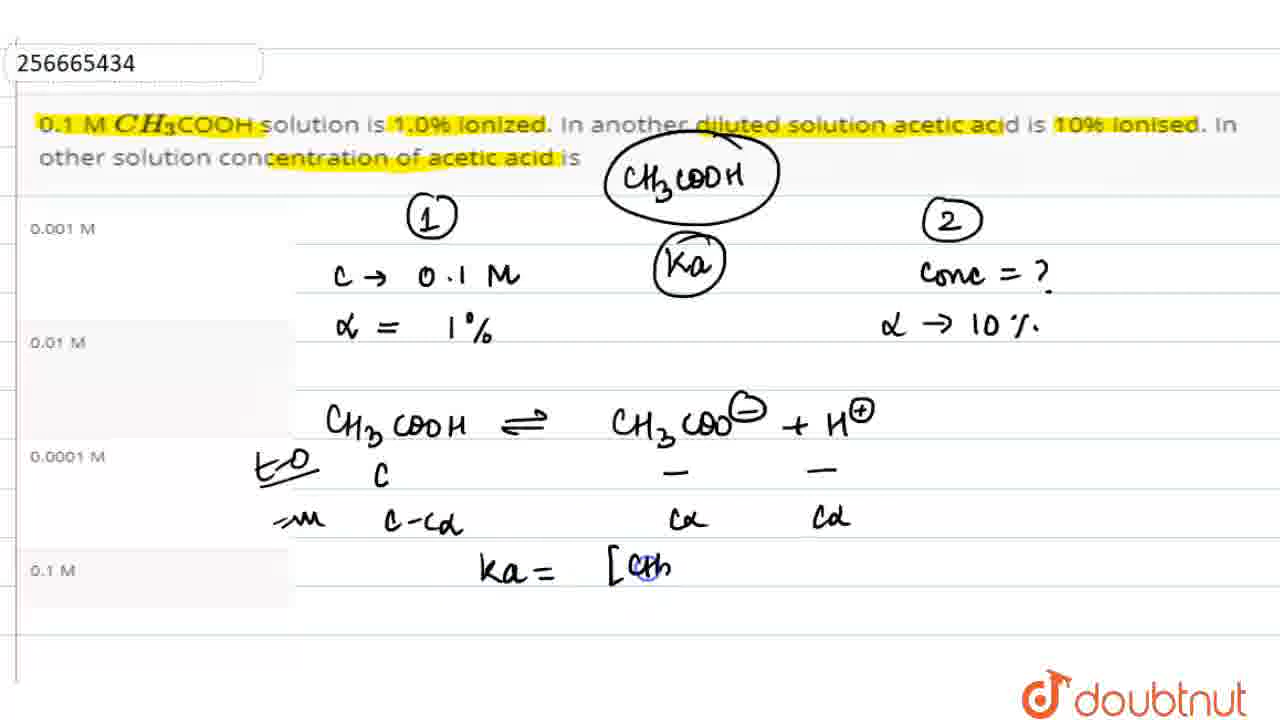 256665434
0.1 M CH₃COOH solution is 1.0% ionized. In another diluted solution acetic acid is 10% ionised. In
other solution concentration of acetic acid is
CH₃COOH
1
2
0.001 M
Ka
C → 0.1 M
Conc = ?
α = 1%
α → 10%.
0.01 M
CH₃COOH ⇌ CH₃COO⁻ + H⁺
0.0001 M
t=0 C — —
C-Cα Cα Cα
0.1 M
Ka = [CH₃
doubtnut